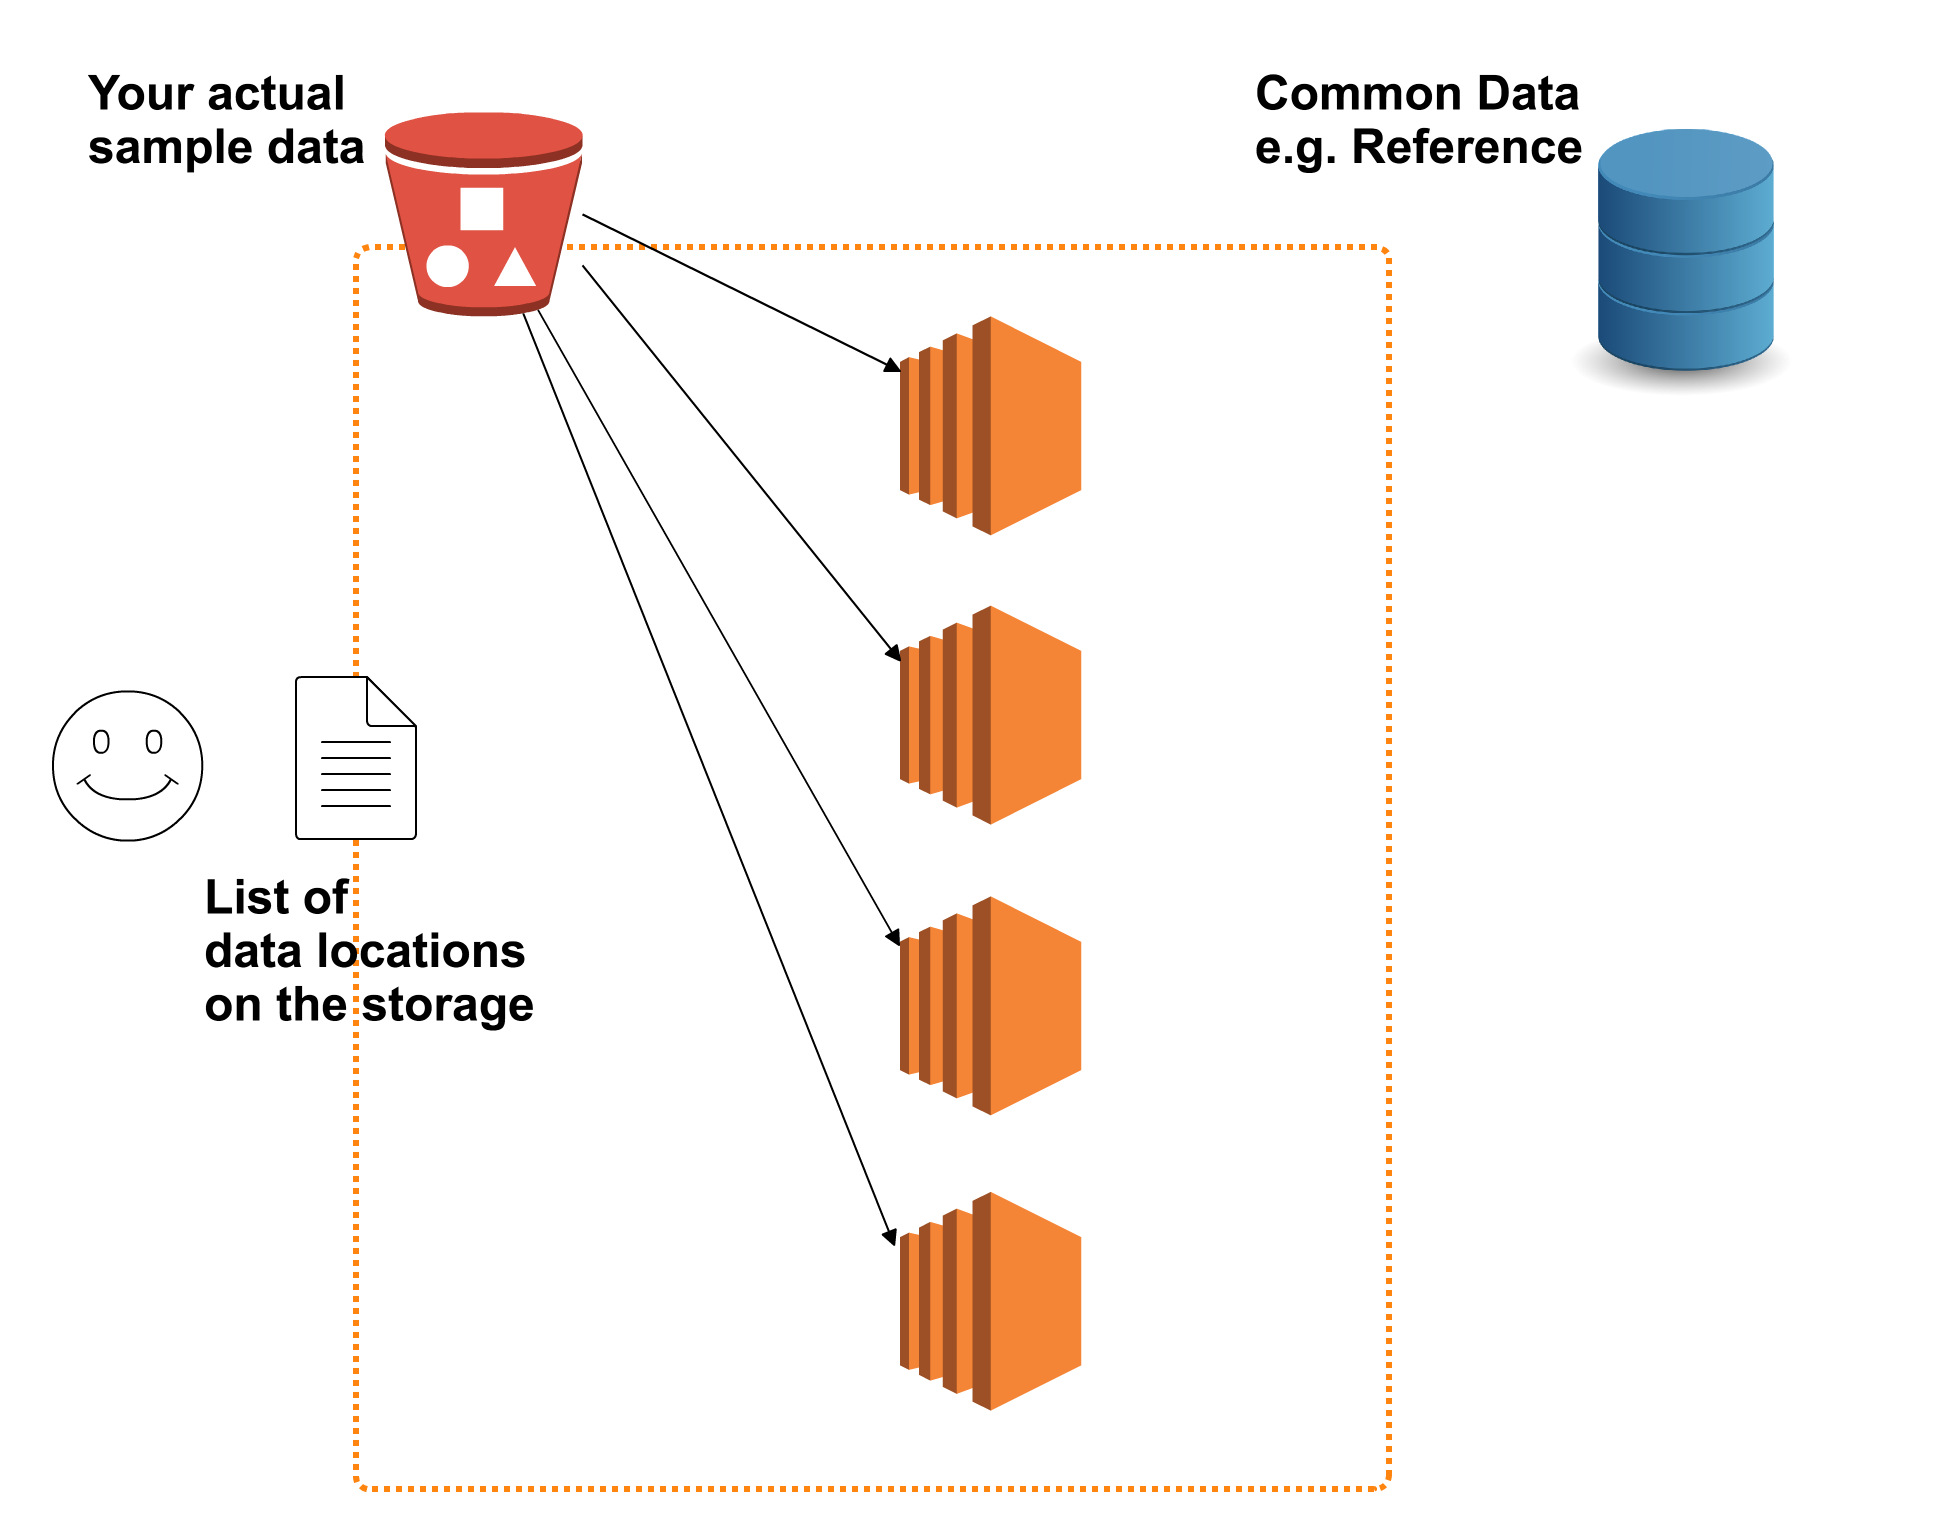 Your actual
sample data
Common Data
e.g. Reference
List of
data locations
on the storage